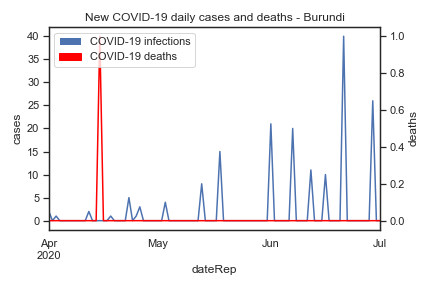 New COVID-19 daily cases and deaths - Burundi
COVID-19 infections
COVID-19 deaths
40
35
30
25
20
15
10
5
0
cases
1.0
0.8
0.6
0.4
0.2
0.0
deaths
Apr
2020
May
Jun
Jul
dateRep